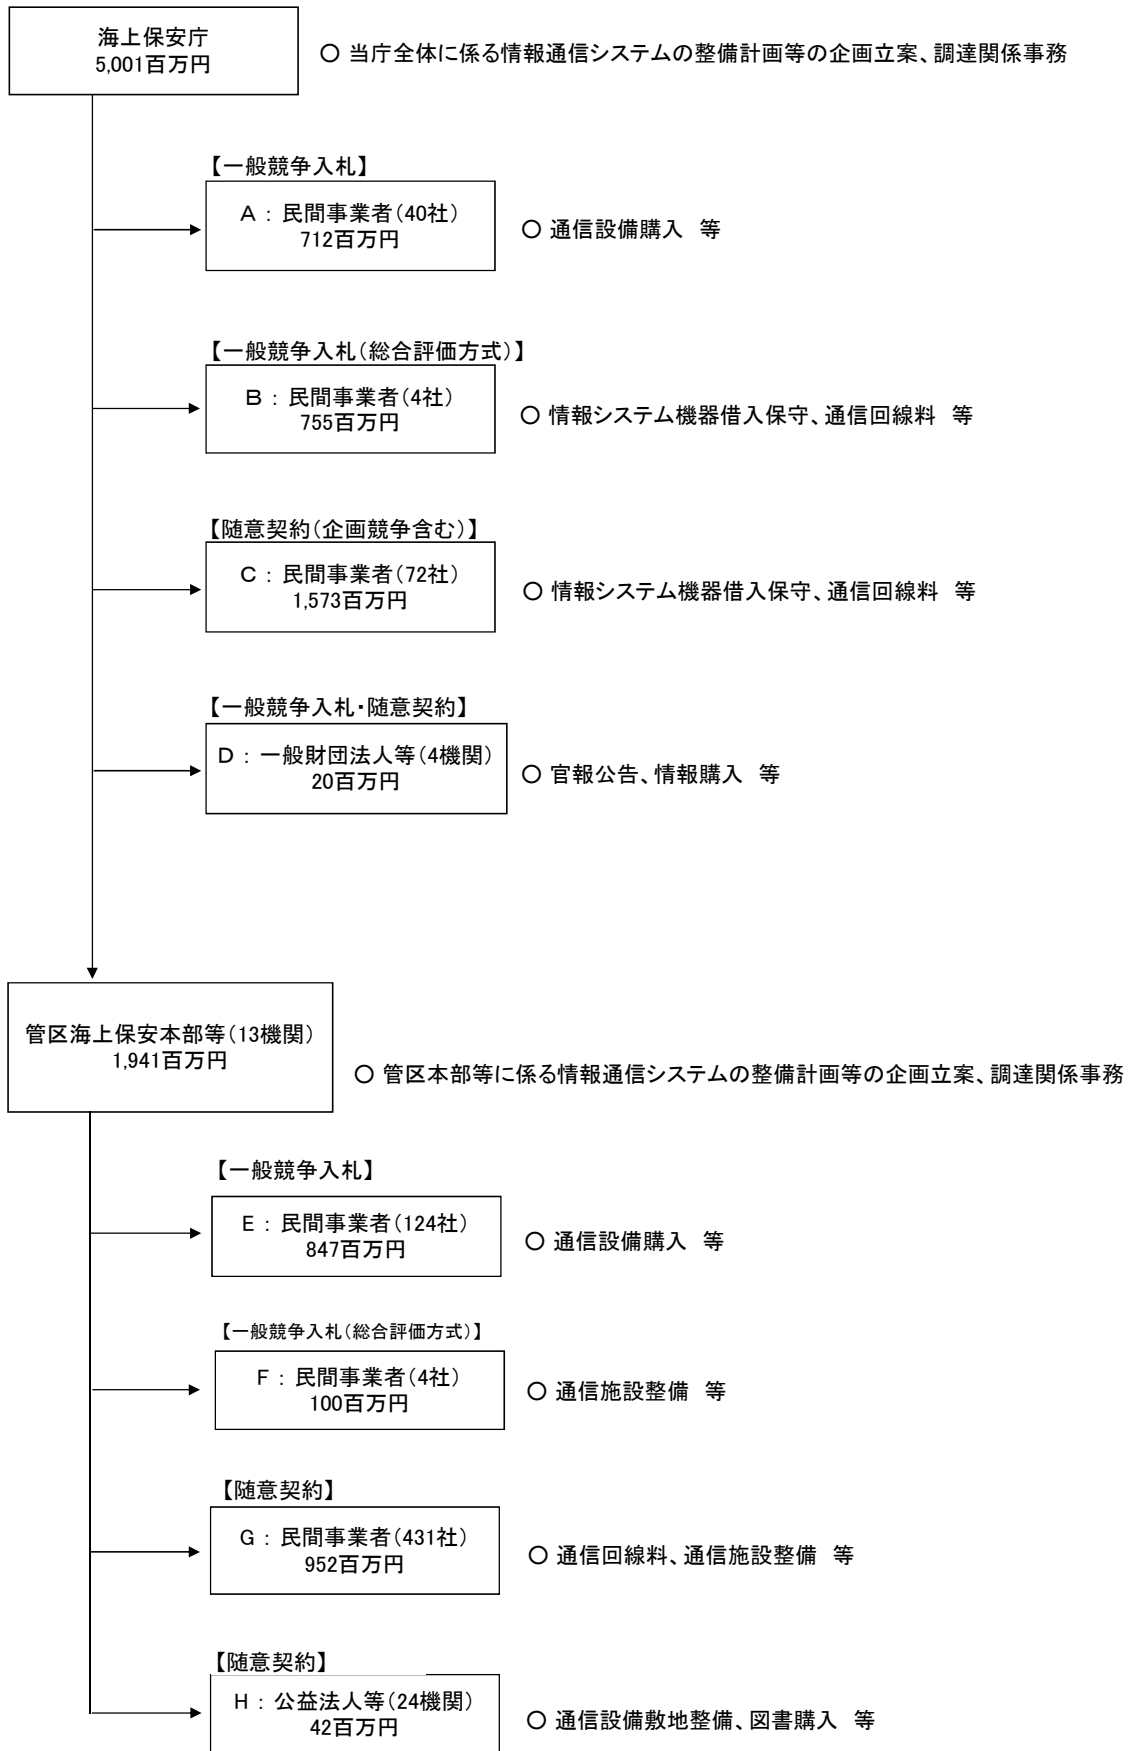 海上保安庁
5,001百万円
○ 当庁全体に係る情報通信システムの整備計画等の企画立案、調達関係事務
【一般競争入札】
A : 民間事業者(40社)
712百万円
○ 通信設備購入 等
【一般競争入札(総合評価方式)】
B : 民間事業者(4社)
755百万円
○ 情報システム機器借入保守、通信回線料 等
【随意契約(企画競争含む)】
C : 民間事業者(72社)
1,573百万円
○ 情報システム機器借入保守、通信回線料 等
【一般競争入札・随意契約】
D : 一般財団法人等(4機関)
20百万円
○ 官報公告、情報購入 等
管区海上保安本部等(13機関)
1,941百万円
○ 管区本部等に係る情報通信システムの整備計画等の企画立案、調達関係事務
【一般競争入札】
E : 民間事業者(124社)
847百万円
○ 通信設備購入 等
【一般競争入札(総合評価方式)】
F : 民間事業者(4社)
100百万円
○ 通信施設整備 等
【随意契約】
G : 民間事業者(431社)
952百万円
○ 通信回線料、通信施設整備 等
【随意契約】
H : 公益法人等(24機関)
42百万円
○ 通信設備敷地整備、図書購入 等